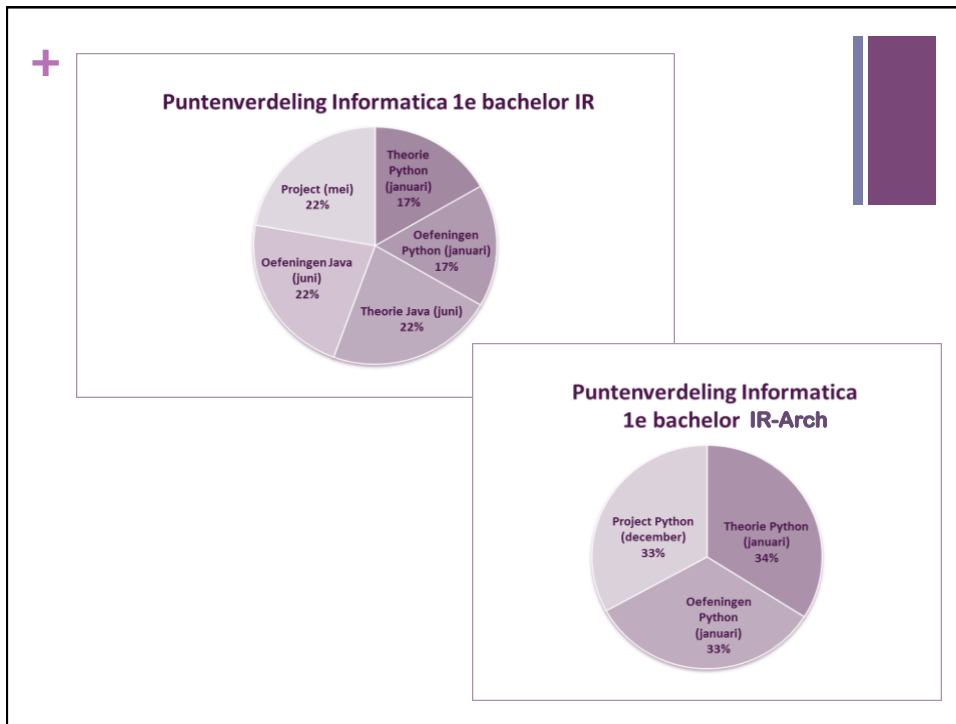 +
Puntenverdeling Informatica 1e bachelor IR
Theorie
Python
(januari)
17%
Oefeningen
Python (januari)
17%
Theorie Java (juni)
22%
Oefeningen Java
(juni)
22%
Project (mei)
22%
Puntenverdeling Informatica
1e bachelor IR-Arch
Theorie Python
(januari)
34%
Oefeningen
Python
(januari)
33%
Project Python
(december)
33%